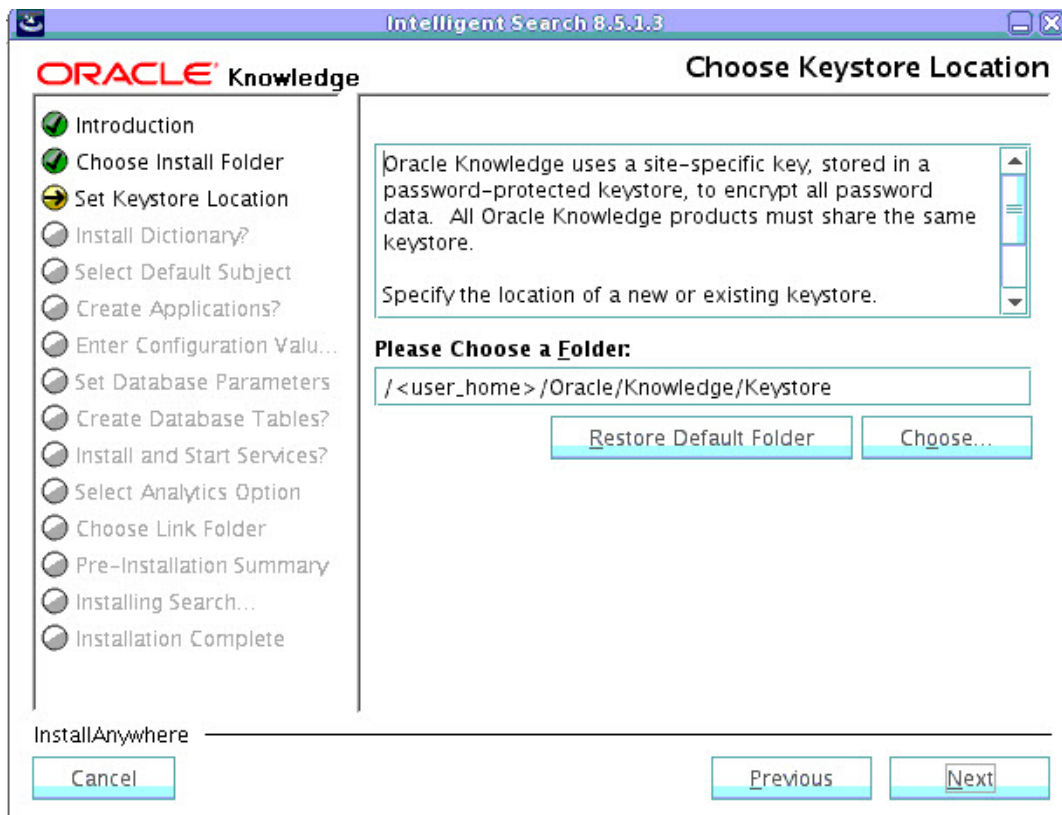 Intelligent Search 8.5.1.3
ORACLE Knowledge
Choose Keystore Location
Introduction
Choose Install Folder
Set Keystore Location
Install Dictionary?
Select Default Subject
Create Applications?
Enter Configuration Valu...
Set Database Parameters
Create Database Tables?
Install and Start Services?
Select Analytics Option
Choose Link Folder
Pre-Installation Summary
Installing Search...
Installation Complete
Oracle Knowledge uses a site-specific key, stored in a
password-protected keystore, to encrypt all password
data. All Oracle Knowledge products must share the same
keystore.
Specify the location of a new or existing keystore.
Please Choose a Folder:
/<user_home>/Oracle/Knowledge/Keystore
Restore Default Folder
Choose...
InstallAnywhere
Cancel
Previous
Next